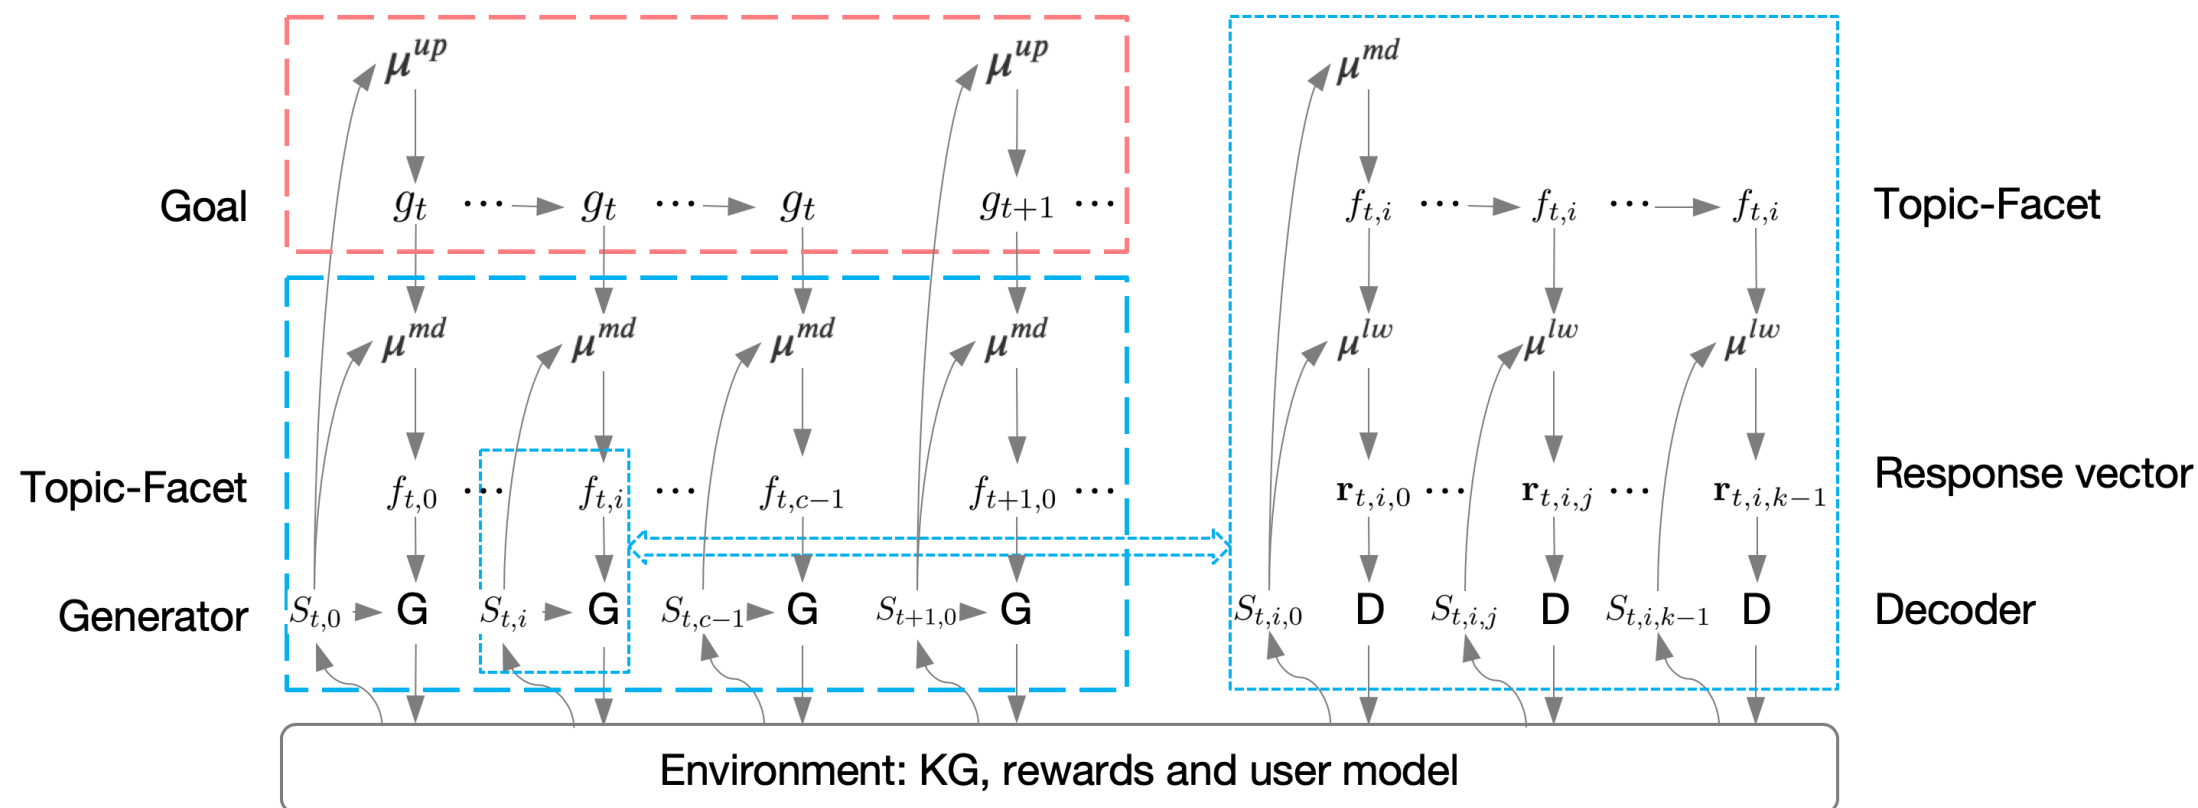 μ^{up} μ^{up} μ^{md}
Goal g_t ··· g_t ··· g_t g_{t+1} ··· f_{t,i} ··· f_{t,i} ··· f_{t,i} Topic-Facet
μ^{md} μ^{md} μ^{md} μ^{md} μ^{lw} μ^{lw} μ^{lw}
Topic-Facet f_{t,0} ··· f_{t,i} ··· f_{t,c−1} f_{t+1,0} ··· r_{t,i,0} ··· r_{t,i,j} ··· r_{t,i,k−1} Response vector
Generator S_{t,0} G S_{t,i} G S_{t,c−1} G S_{t+1,0} G S_{t,i,0} D S_{t,i,j} D S_{t,i,k−1} D Decoder
Environment: KG, rewards and user model